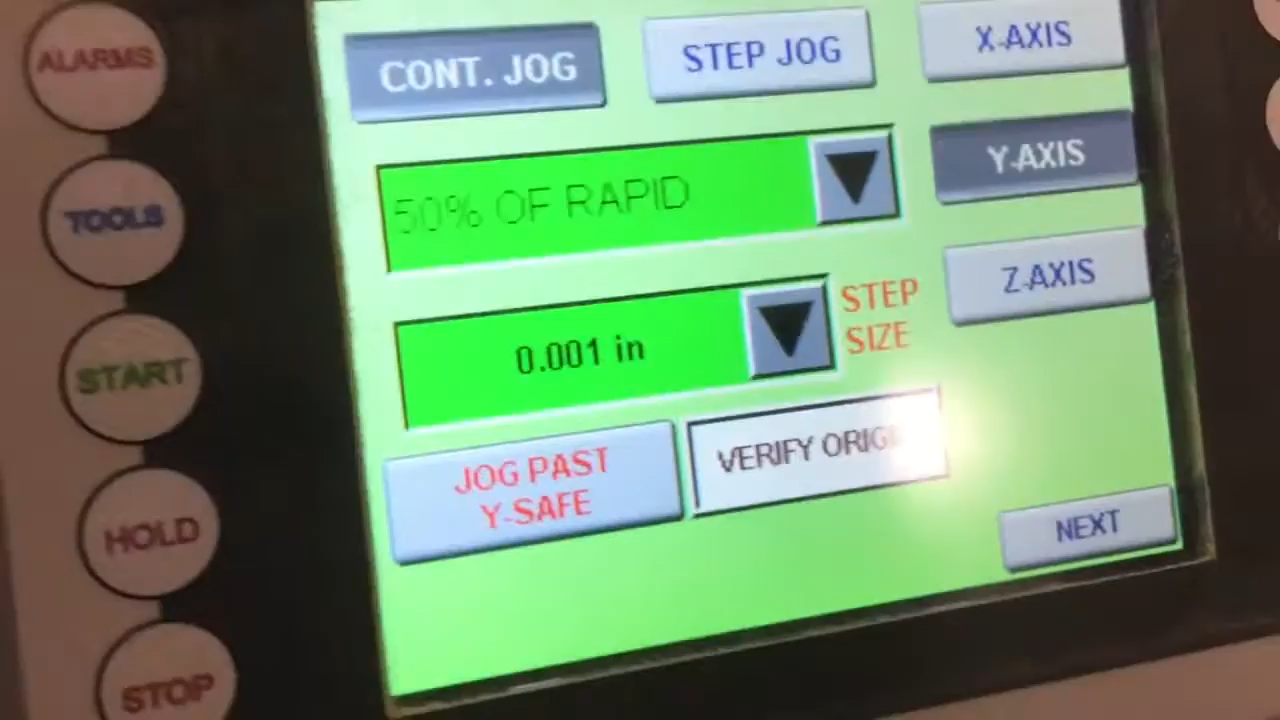 ALARMS
TOOLS
START
HOLD
STOP
CONT. JOG
STEP JOG
X-AXIS
50% OF RAPID
Y-AXIS
0.001 in
STEP
SIZE
Z-AXIS
JOG PAST
Y-SAFE
VERIFY
NEXT